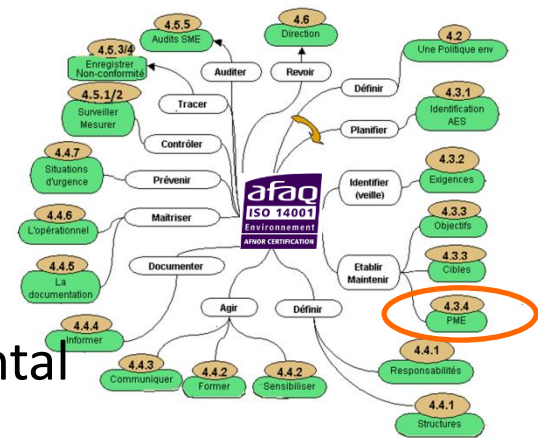 4.5.5
Audits SME
4.6
Direction
4.2
Une Politique env
4.5.3/4
Enregistrer
Non-conformité
Auditer
Revoir
Définir
4.5.1/2
Surveiller
Mesurer
Tracer
4.3.1
Identification
AES
Planifier
Contrôler
4.4.7
Situations
d'urgence
Prévenir
afaq
ISO 14001
Environnement
AFNOR CERTIFICATION
Identifier
(veille)
4.3.2
Exigences
4.4.6
L'opérationnel
Maîtriser
4.3.3
Objectifs
4.3.3
Cibles
Etablir
Maintenir
4.4.5
La
documentation
Documenter
4.3.4
PME
Agir
Définir
4.4.4
Informer
ntal
4.4.3
Communiquer
4.4.2
Former
4.4.2
Sensibiliser
4.4.1
Responsabilités
4.4.1
Structures